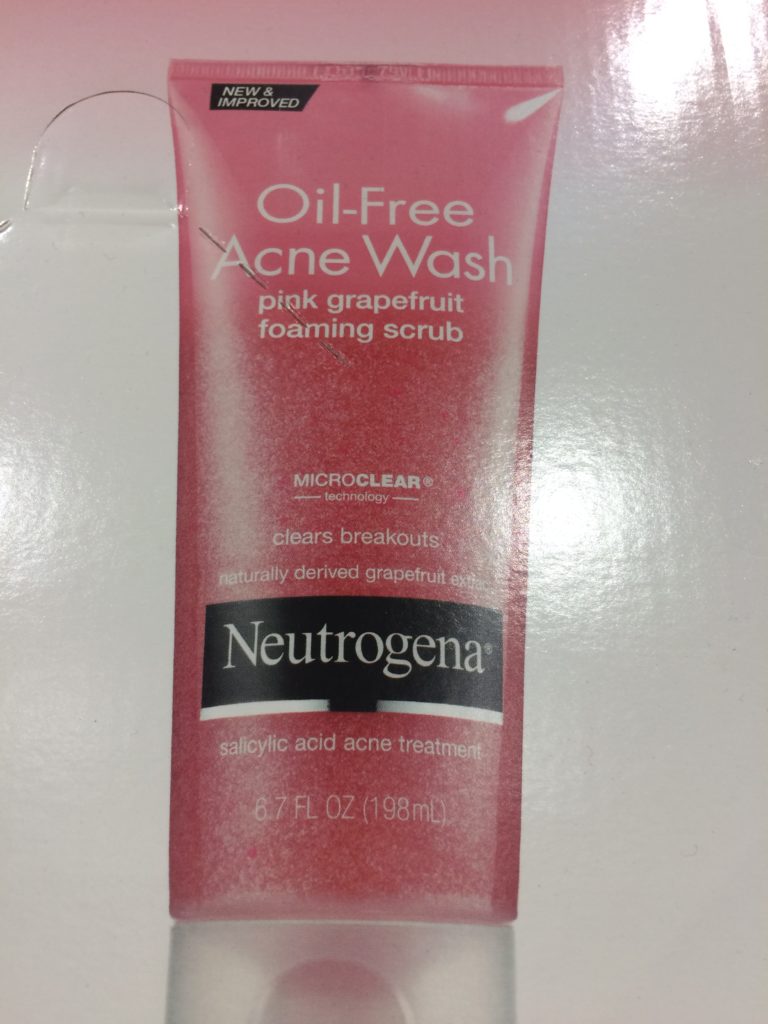 NEW &
IMPROVED
Oil-Free
Acne Wash
pink grapefruit
foaming scrub
MICROCLEAR®
technology
clears breakouts
naturally derived grapefruit extract
Neutrogena®
salicylic acid acne treatment
6.7 FL OZ (198mL)